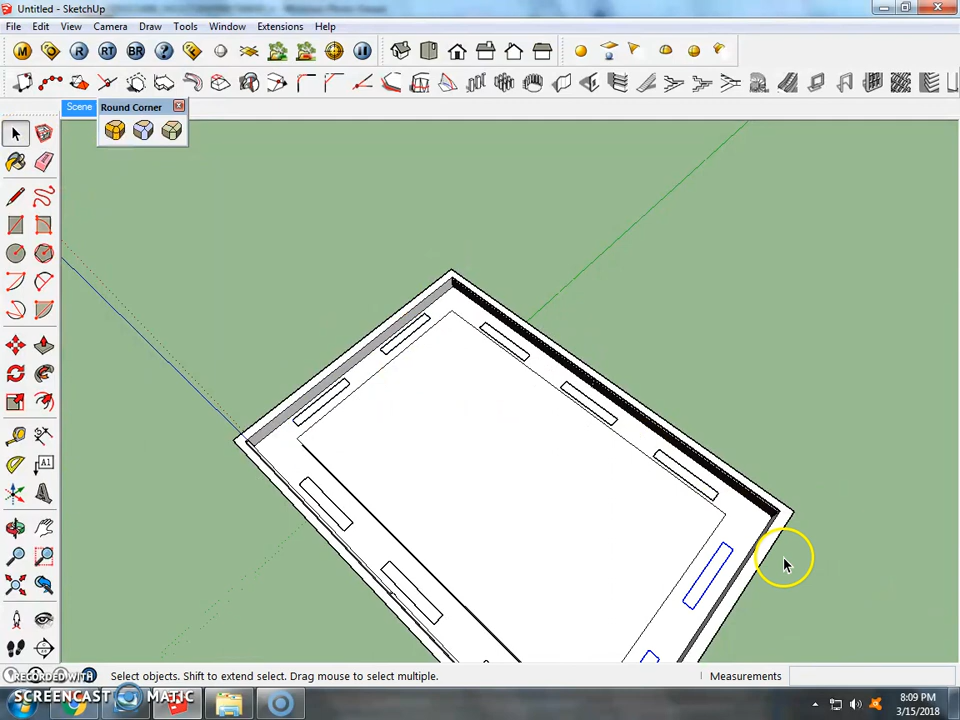 Untitled - SketchUp
File Edit View Camera Draw Tools Window Extensions Help
M R RT BR ?
Scene
Round Corner
A1
RECORDED WITH
SCREENCAST MATIC
Select objects. Shift to extend select. Drag mouse to select multiple.
Measurements
8:09 PM
3/15/2018